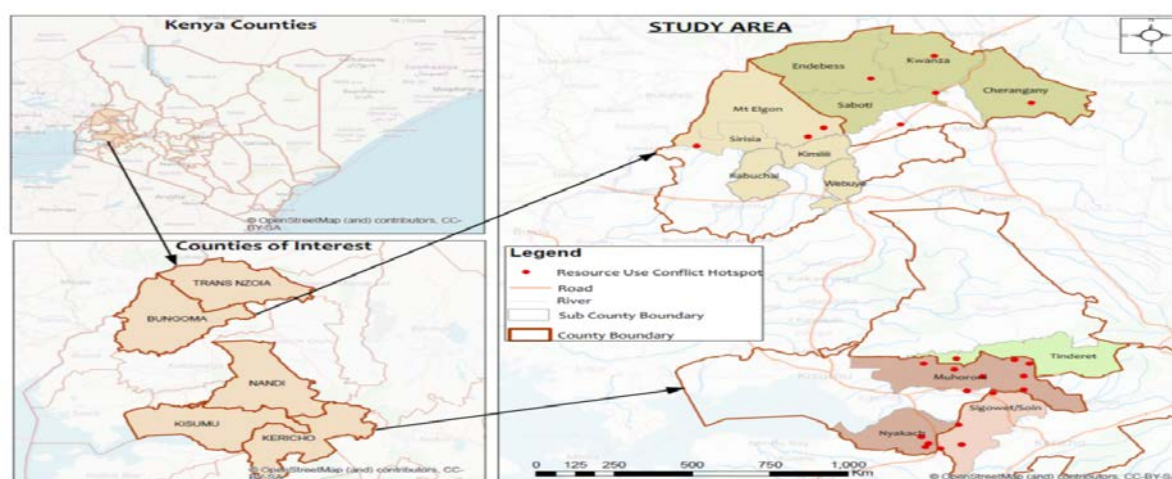 Kenya Counties
© OpenStreetMap (and) contributors, CC-
BY-SA
Counties of Interest
TRANS NZOIA
BUNGOMA
NANDI
KISUMU
KERICHO
© OpenStreetMap (and) contributors, CC-
BY-SA
STUDY AREA
Endebess
Kwanza
Cherangany
Saboti
Mt Elgon
Sirisia
Kimilili
Kabuchai
Webuye
Legend
Resource Use Conflict Hotspot
Road
River
Sub County Boundary
County Boundary
Tinderet
Muhoroni
Sigowet/Soin
Nyakach
0 125 250 500 750 1,000
Km
© OpenStreetMap (and) contributors, CC-BY-SA